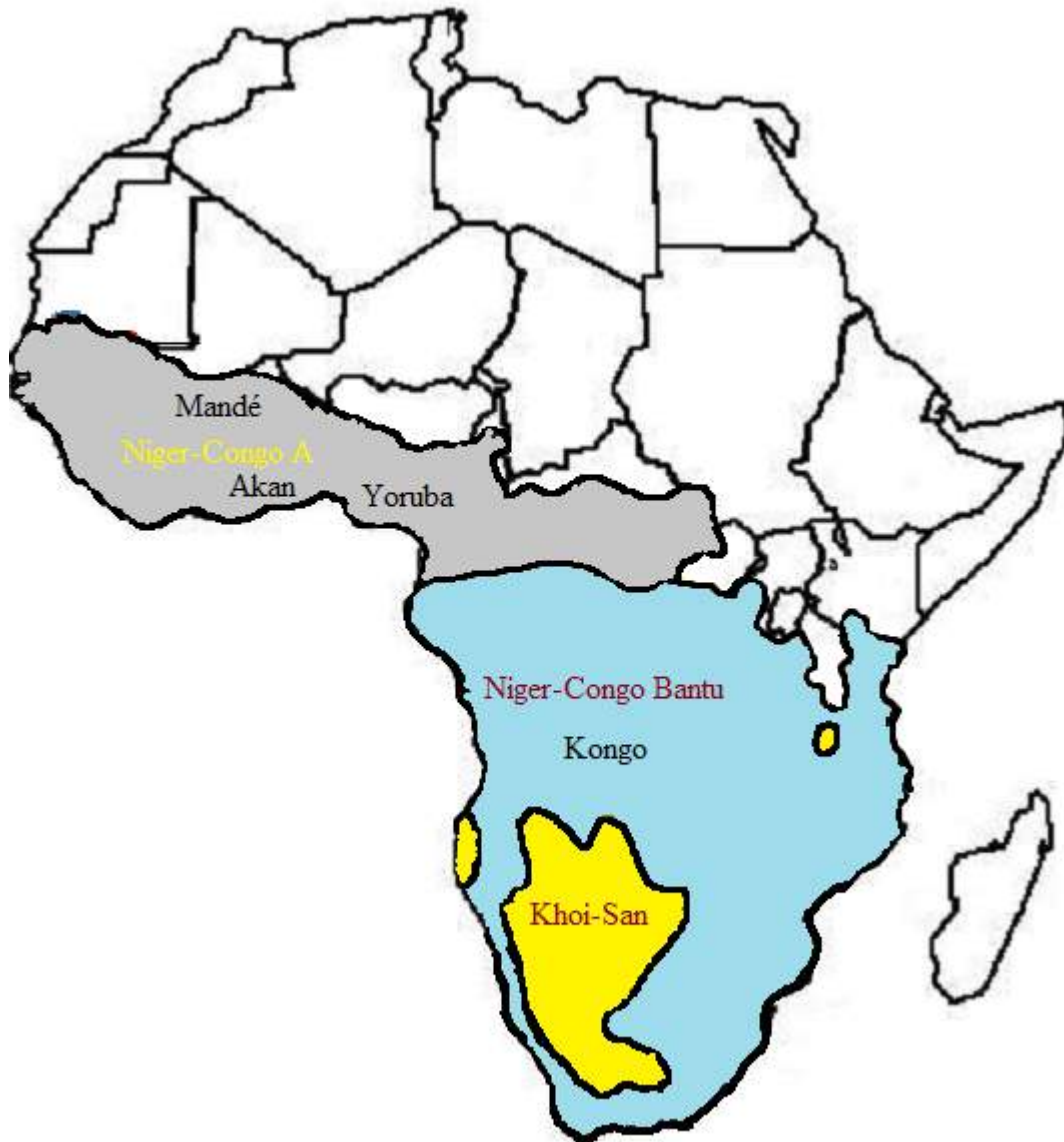 Mandé
Niger-Congo A
Akan
Yoruba
Niger-Congo Bantu
Kongo
Khoi-San